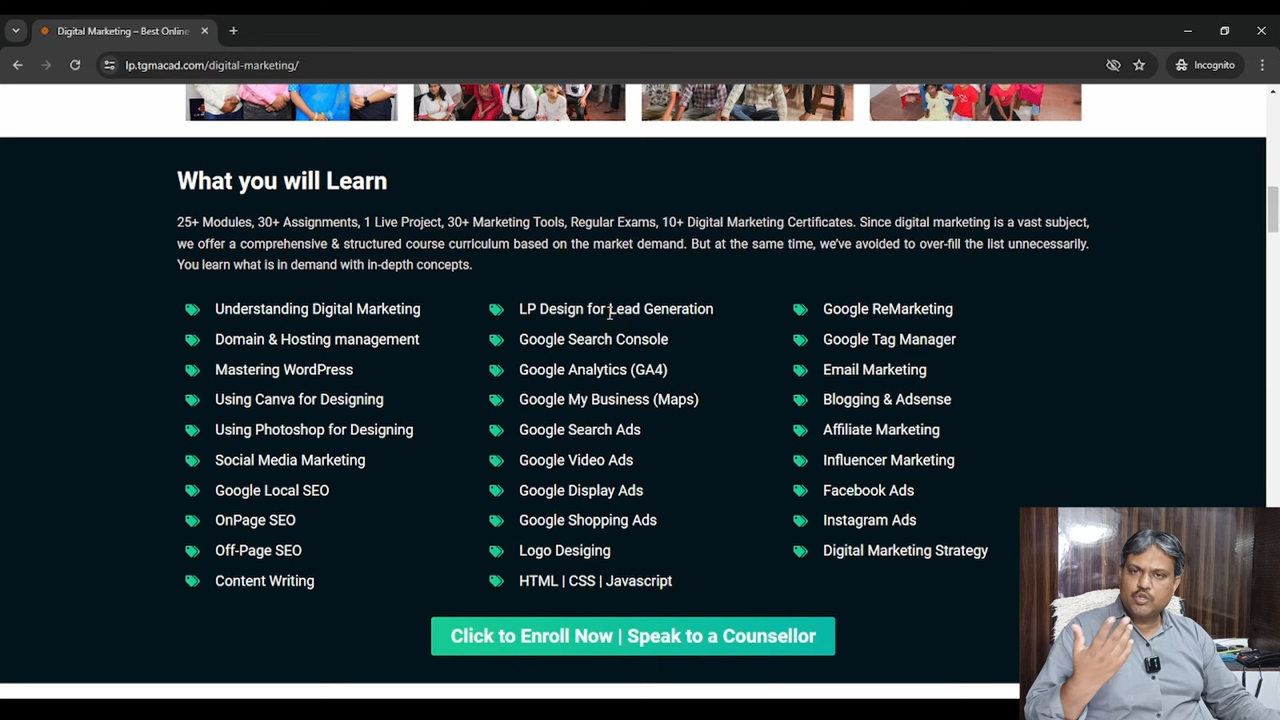 Digital Marketing – Best Online
lp.tgmacad.com/digital-marketing/
Incognito
What you will Learn
25+ Modules, 30+ Assignments, 1 Live Project, 30+ Marketing Tools, Regular Exams, 10+ Digital Marketing Certificates. Since digital marketing is a vast subject,
we offer a comprehensive & structured course curriculum based on the market demand. But at the same time, we've avoided to over-fill the list unnecessarily.
You learn what is in demand with in-depth concepts.
Understanding Digital Marketing
Domain & Hosting management
Mastering WordPress
Using Canva for Designing
Using Photoshop for Designing
Social Media Marketing
Google Local SEO
OnPage SEO
Off-Page SEO
Content Writing
LP Design for Lead Generation
Google Search Console
Google Analytics (GA4)
Google My Business (Maps)
Google Search Ads
Google Video Ads
Google Display Ads
Google Shopping Ads
Logo Desiging
HTML | CSS | Javascript
Google ReMarketing
Google Tag Manager
Email Marketing
Blogging & Adsense
Affiliate Marketing
Influencer Marketing
Facebook Ads
Instagram Ads
Digital Marketing Strategy
Click to Enroll Now | Speak to a Counsellor